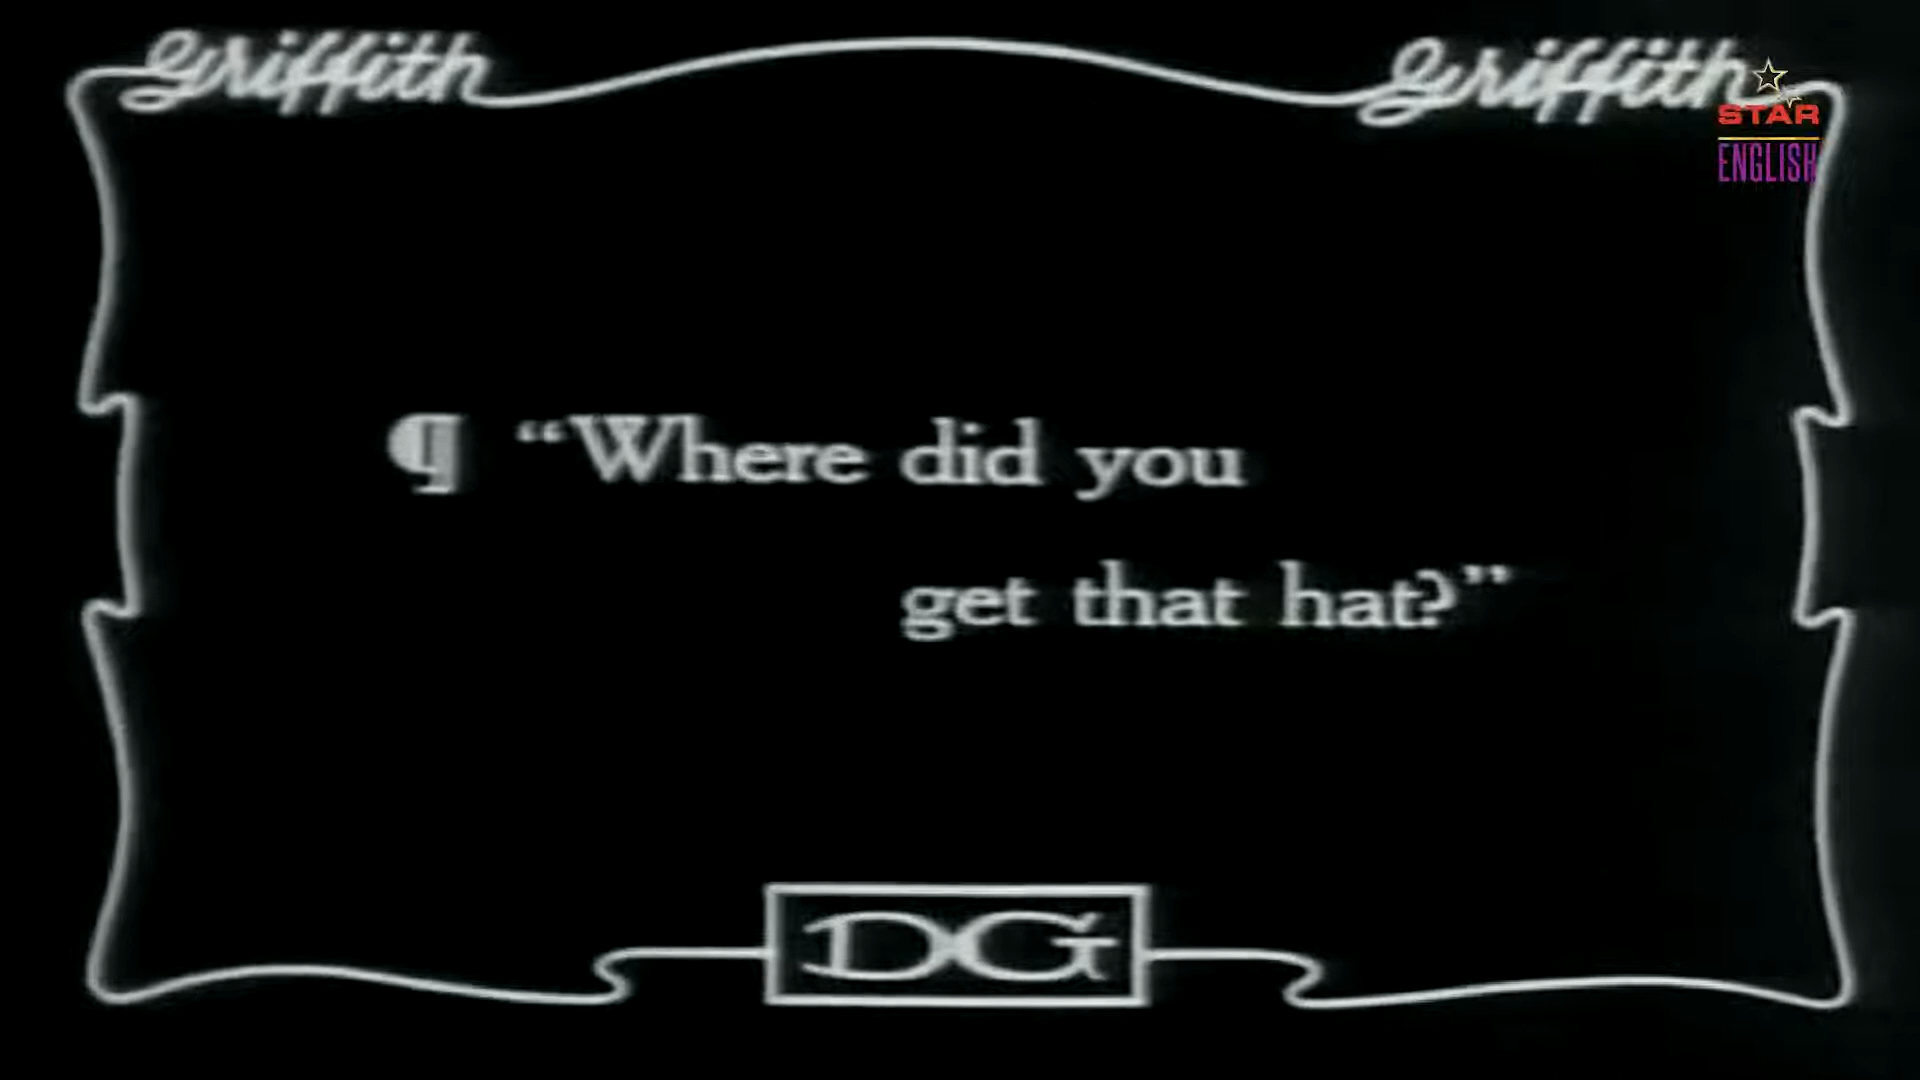 Griffith Griffith
STAR
ENGLISH
¶ “Where did you
get that hat?”
DG